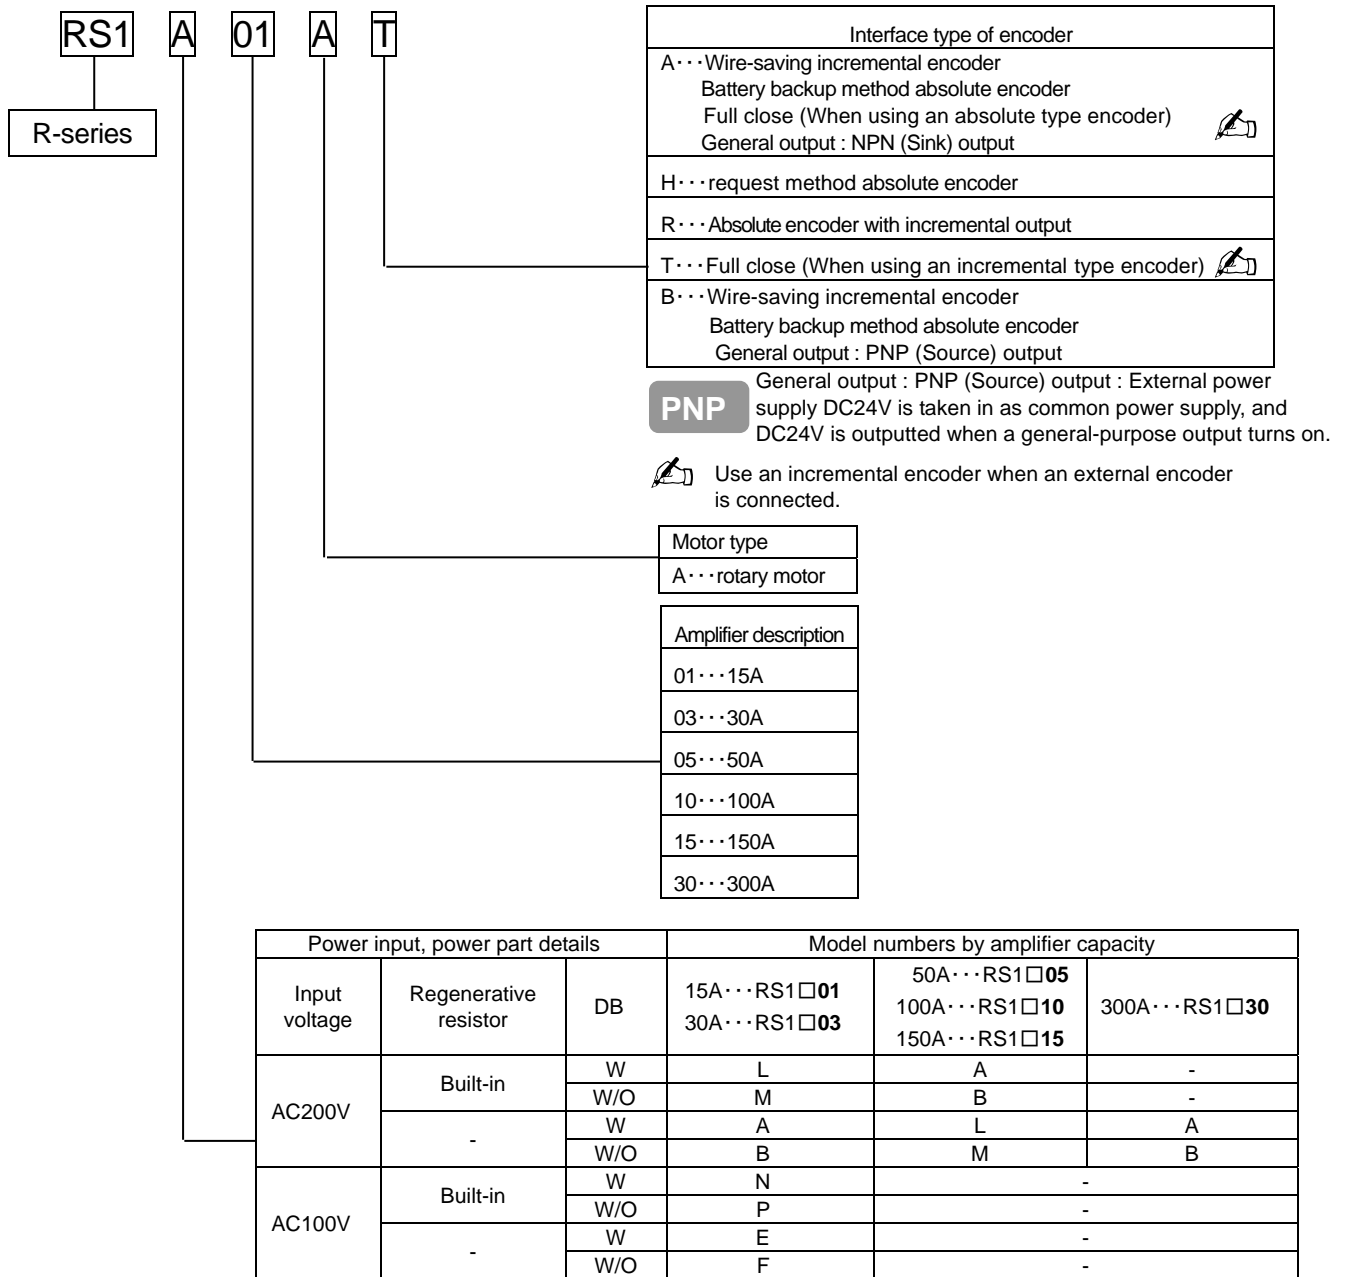 RS1 A 01 A T
R-series
Interface type of encoder
A･･･Wire-saving incremental encoder
Battery backup method absolute encoder
Full close (When using an absolute type encoder)
General output : NPN (Sink) output
H･･･request method absolute encoder
R･･･Absolute encoder with incremental output
T･･･Full close (When using an incremental type encoder)
B･･･Wire-saving incremental encoder
Battery backup method absolute encoder
General output : PNP (Source) output
PNP
General output : PNP (Source) output : External power
supply DC24V is taken in as common power supply, and
DC24V is outputted when a general-purpose output turns on.
Use an incremental encoder when an external encoder
is connected.
Motor type
A･･･rotary motor
Amplifier description
01･･･15A
03･･･30A
05･･･50A
10･･･100A
15･･･150A
30･･･300A
Power input, power part details Model numbers by amplifier capacity
Input voltage Regenerative resistor DB 15A･･･RS1□01 30A･･･RS1□03 50A･･･RS1□05 100A･･･RS1□10 150A･･･RS1□15 300A･･･RS1□30
AC200V Built-in W L A -
W/O M B -
- W A L A
W/O B M B
AC100V Built-in W N -
W/O P -
- W E -
W/O F -